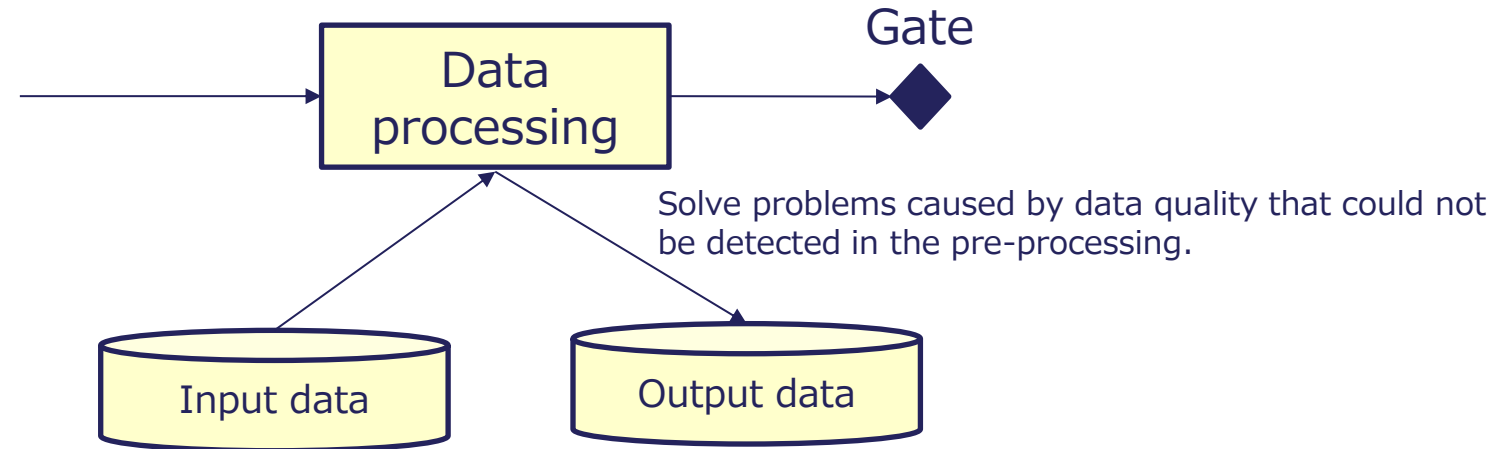 Gate
Data
processing
Solve problems caused by data quality that could not
be detected in the pre-processing.
Input data
Output data